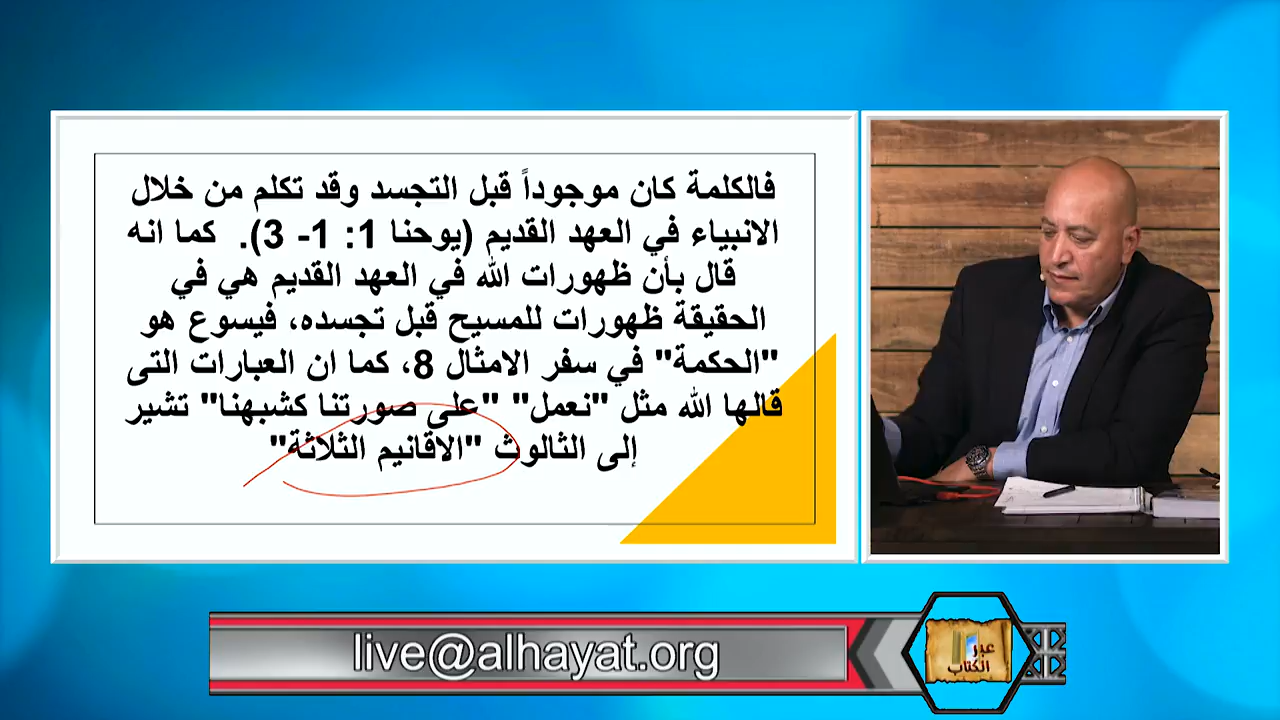 فالكلمة كان موجوداً قبل التجسد وقد تكلم من خلال
الانبياء في العهد القديم (يوحنا 1: 1- 3). كما انه
قال بأن ظهورات الله في العهد القديم هي في
الحقيقة ظهورات للمسيح قبل تجسده، فيسوع هو
"الحكمة" في سفر الامثال 8، كما ان العبارات التى
قالها الله مثل "نعمل" "على صورتنا كشبهنا" تشير
إلى الثالوث "الاقانيم الثلاثة"
live@alhayat.org
عبر
الكتاب